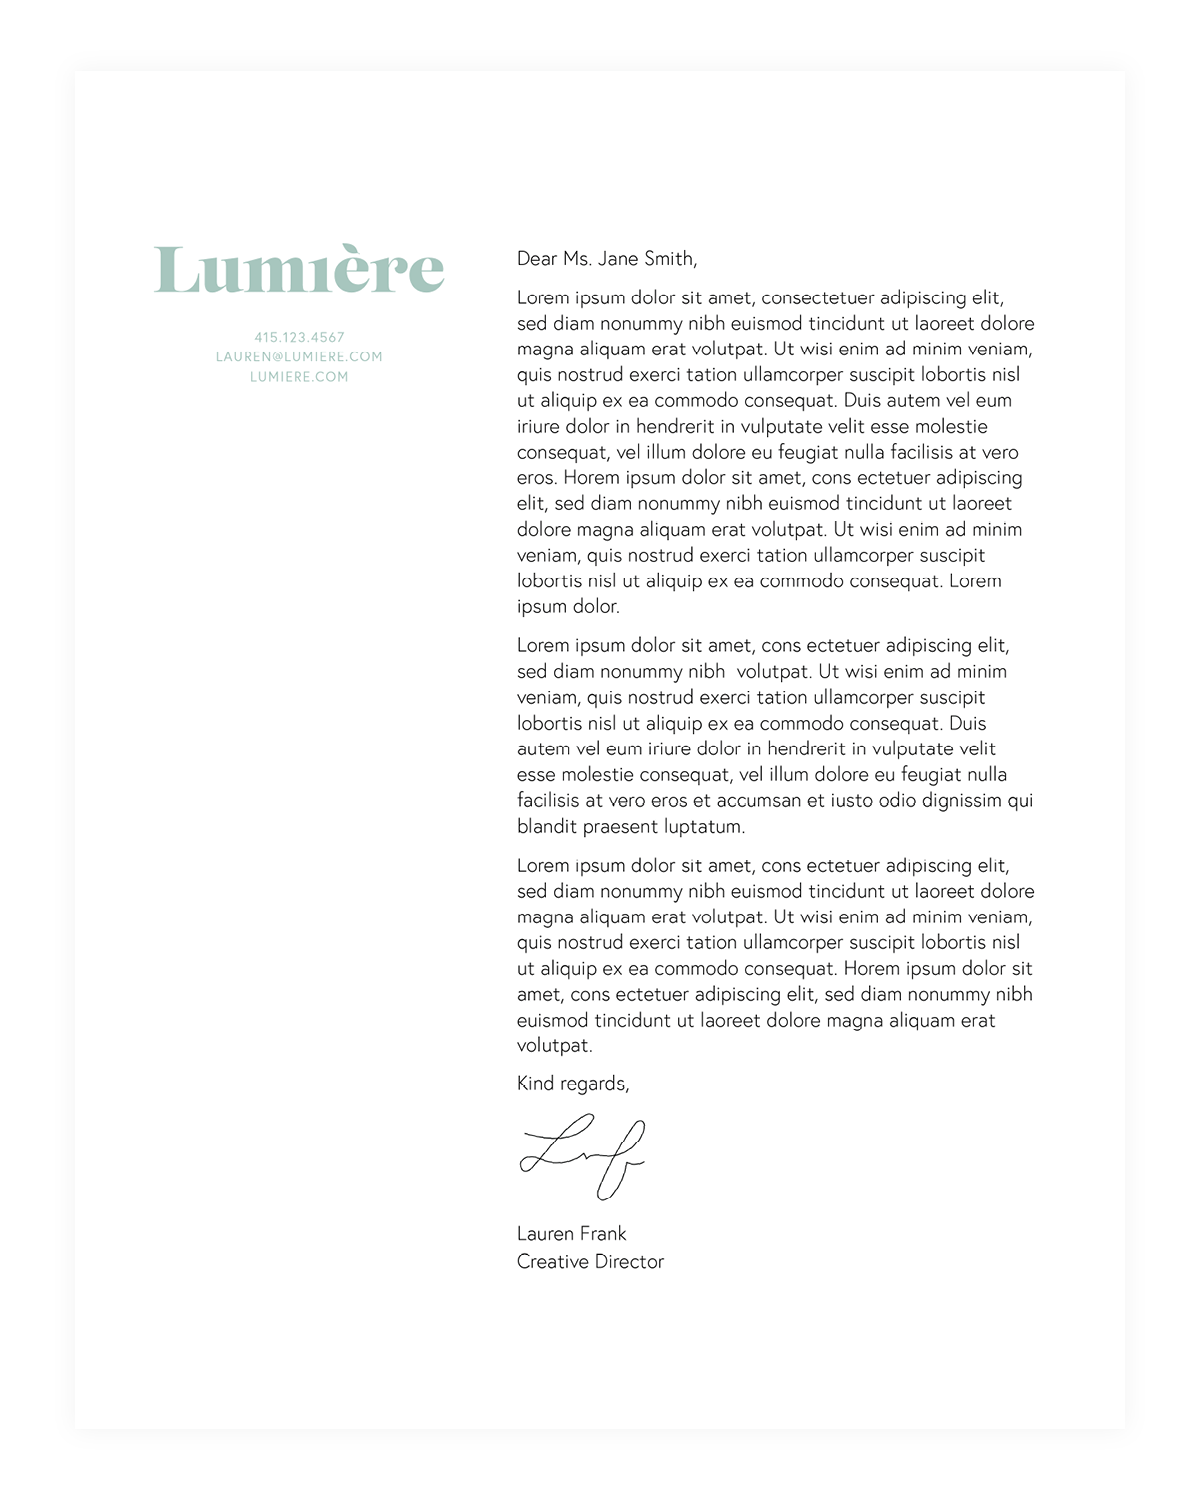 Lumière
415.123.4567
LAUREN@LUMIERE.COM
LUMIERE.COM
Dear Ms. Jane Smith,
Lorem ipsum dolor sit amet, consectetuer adipiscing elit,
sed diam nonummy nibh euismod tincidunt ut laoreet dolore
magna aliquam erat volutpat. Ut wisi enim ad minim veniam,
quis nostrud exerci tation ullamcorper suscipit lobortis nisl
ut aliquip ex ea commodo consequat. Duis autem vel eum
iriure dolor in hendrerit in vulputate velit esse molestie
consequat, vel illum dolore eu feugiat nulla facilisis at vero
eros. Horem ipsum dolor sit amet, cons ectetuer adipiscing
elit, sed diam nonummy nibh euismod tincidunt ut laoreet
dolore magna aliquam erat volutpat. Ut wisi enim ad minim
veniam, quis nostrud exerci tation ullamcorper suscipit
lobortis nisl ut aliquip ex ea commodo consequat. Lorem
ipsum dolor.
Lorem ipsum dolor sit amet, cons ectetuer adipiscing elit,
sed diam nonummy nibh  volutpat. Ut wisi enim ad minim
veniam, quis nostrud exerci tation ullamcorper suscipit
lobortis nisl ut aliquip ex ea commodo consequat. Duis
autem vel eum iriure dolor in hendrerit in vulputate velit
esse molestie consequat, vel illum dolore eu feugiat nulla
facilisis at vero eros et accumsan et iusto odio dignissim qui
blandit praesent luptatum.
Lorem ipsum dolor sit amet, cons ectetuer adipiscing elit,
sed diam nonummy nibh euismod tincidunt ut laoreet dolore
magna aliquam erat volutpat. Ut wisi enim ad minim veniam,
quis nostrud exerci tation ullamcorper suscipit lobortis nisl
ut aliquip ex ea commodo consequat. Horem ipsum dolor sit
amet, cons ectetuer adipiscing elit, sed diam nonummy nibh
euismod tincidunt ut laoreet dolore magna aliquam erat
volutpat.
Kind regards,
Lauren Frank
Creative Director